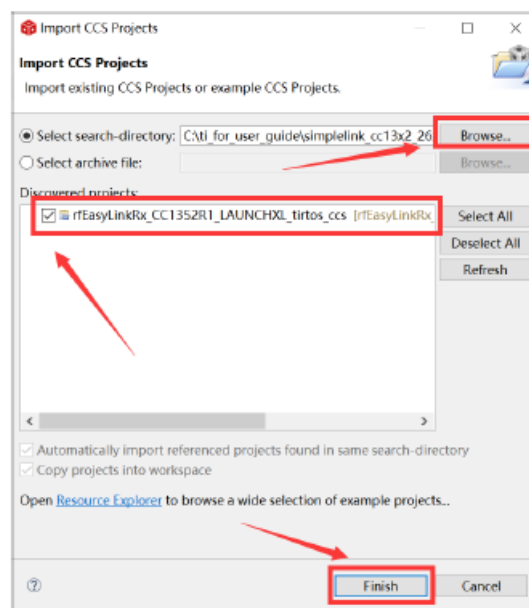 Import CCS Projects
Import CCS Projects
Import existing CCS Projects or example CCS Projects.
Select search-directory: C:\ti_for_user_guide\simplelink_cc13x2_26 Browse...
Select archive file: Browse...
Discovered projects:
rfEasyLinkRx_CC1352R1_LAUNCHXL_tirtos_ccs [rfEasyLinkRx_ Select All
Deselect All
Refresh
Automatically import referenced projects found in same search-directory
Copy projects into workspace
Open Resource Explorer to browse a wide selection of example projects...
Finish Cancel